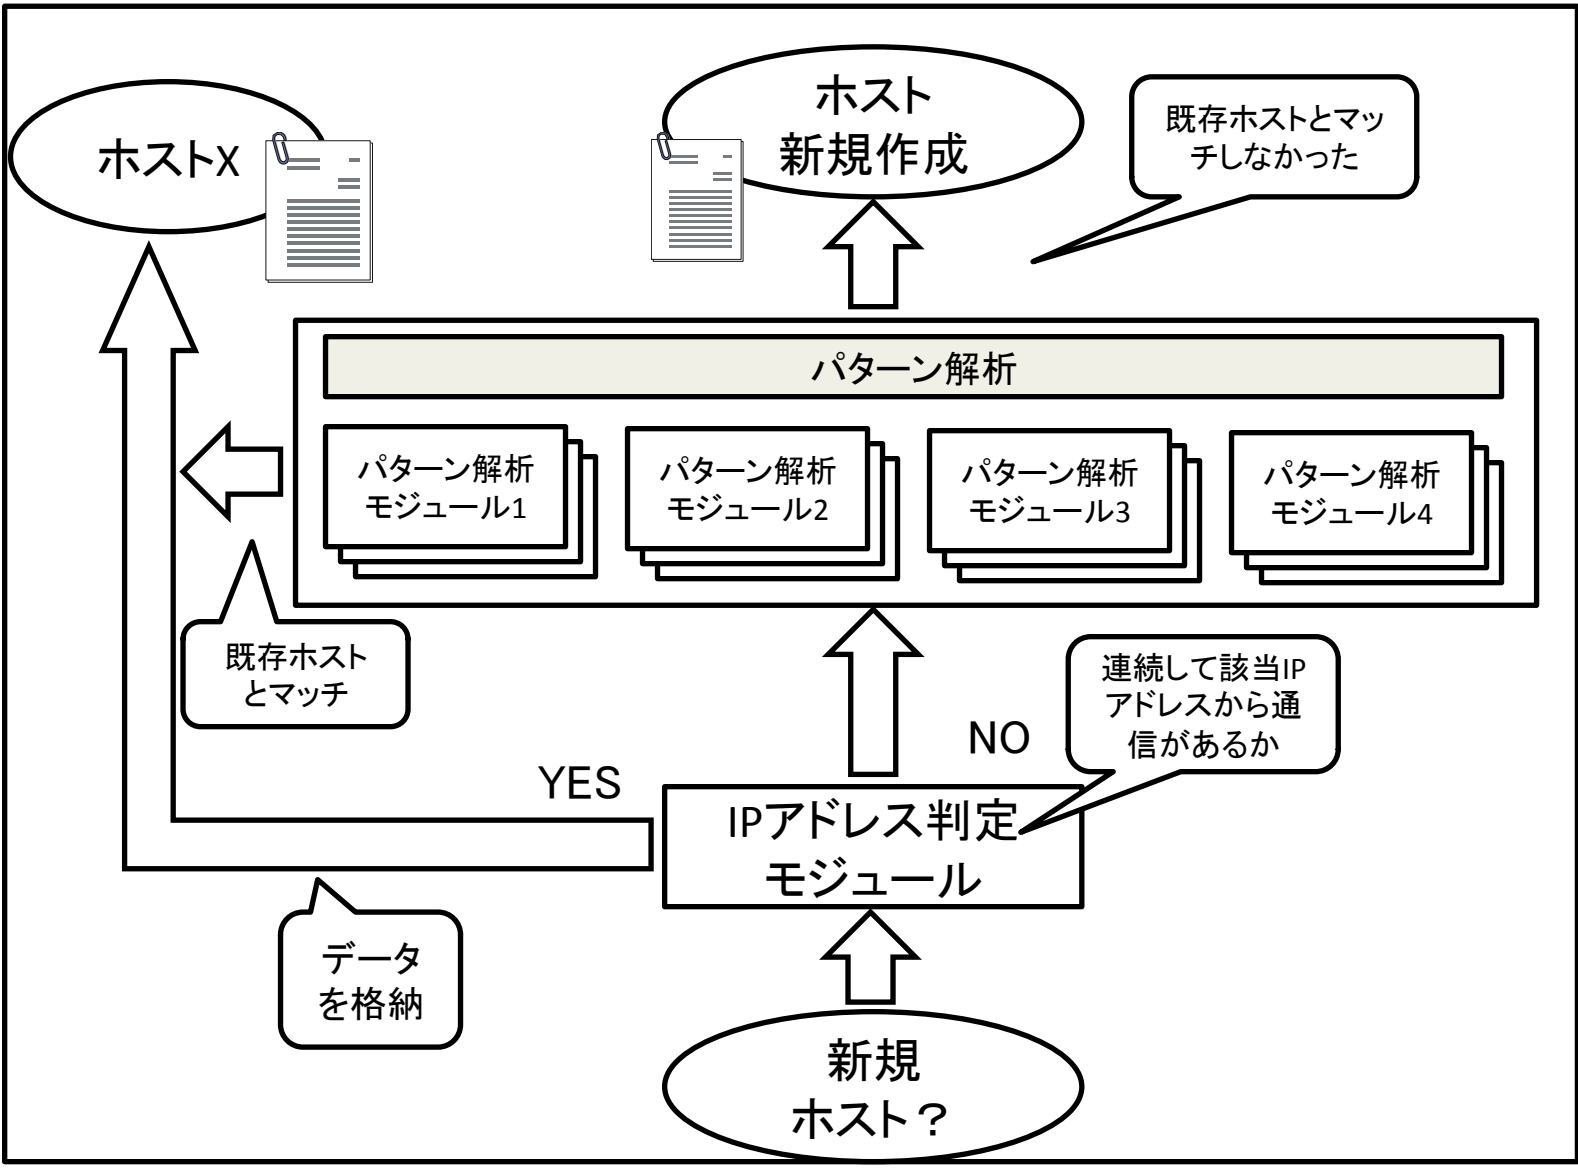 ホストX
ホスト
新規作成
既存ホストとマッ
チしなかった
パターン解析
パターン解析
モジュール1
パターン解析
モジュール2
パターン解析
モジュール3
パターン解析
モジュール4
既存ホスト
とマッチ
連続して該当IP
アドレスから通
信があるか
NO
YES
IPアドレス判定
モジュール
データ
を格納
新規
ホスト？